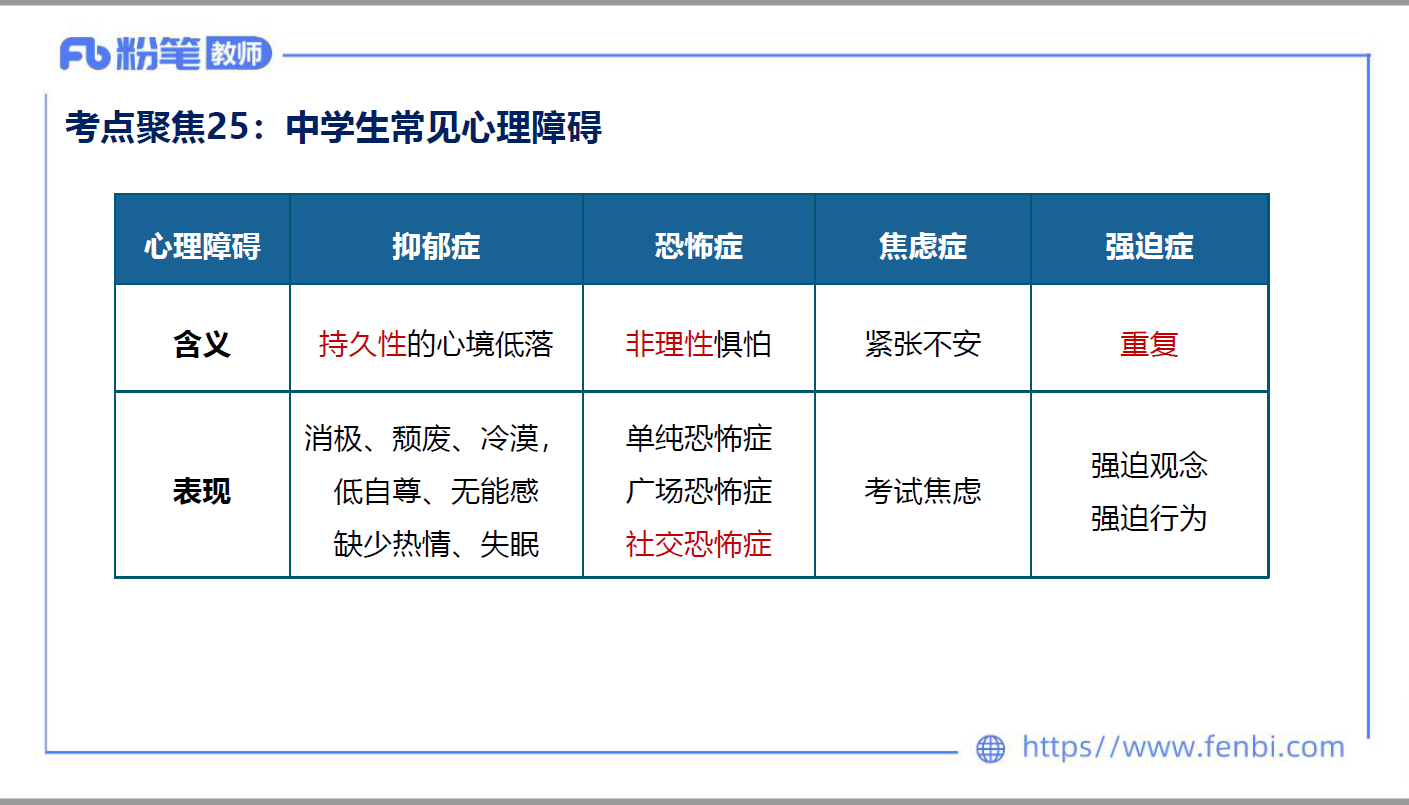 Fb粉笔教师
考点聚焦25：中学生常见心理障碍
心理障碍 抑郁症 恐怖症 焦虑症 强迫症
含义 持久性的心境低落 非理性惧怕 紧张不安 重复
表现
消极、颓废、冷漠，
低自尊、无能感
缺少热情、失眠
单纯恐怖症
广场恐怖症
社交恐怖症
考试焦虑
强迫观念
强迫行为
https//www.fenbi.com